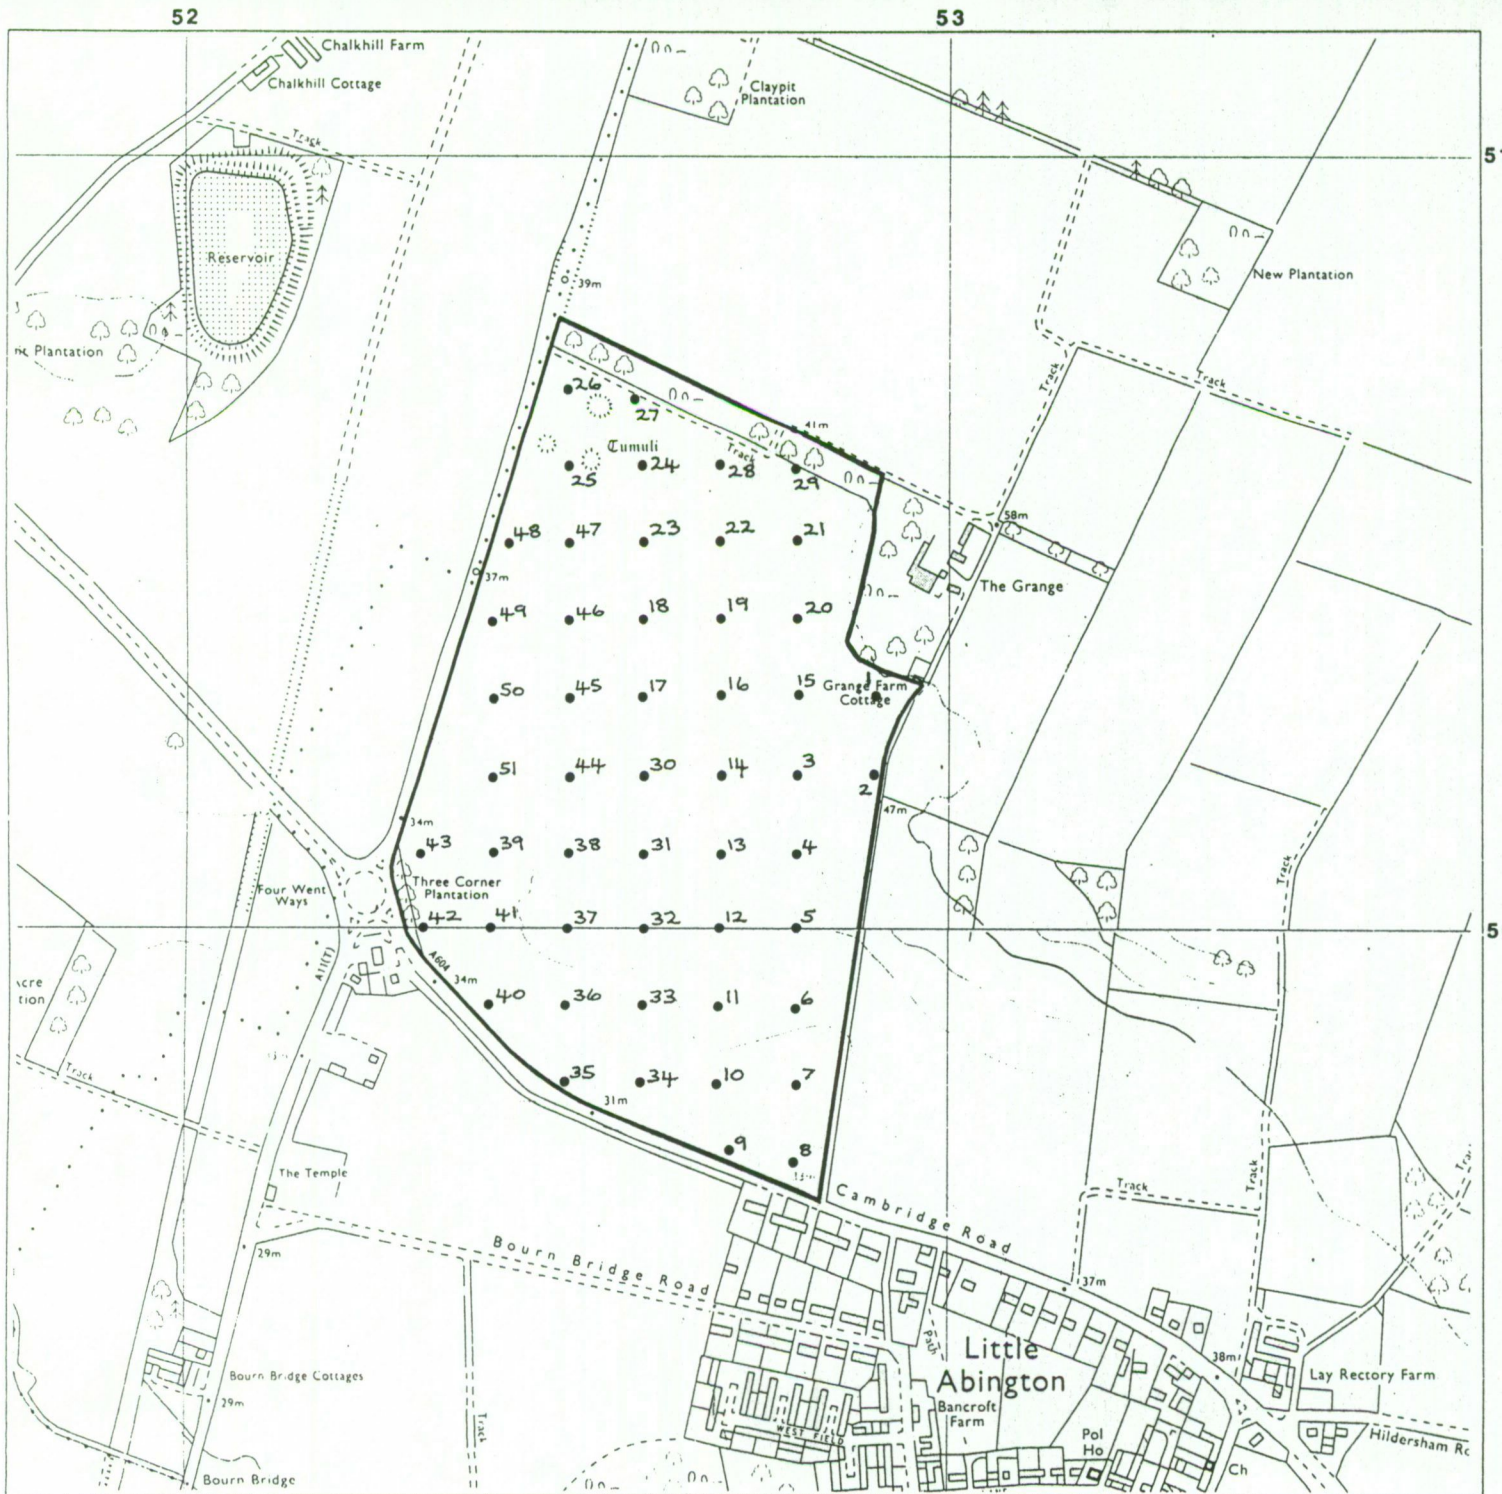 52
53
Chalkhill Farm
Chalkhill Cottage
Claypit
Plantation
Track
Reservoir
39m
New Plantation
Plantation
Track
Track
26
27
41m
Tumuli
Track
25
24
28
29
58m
48
47
23
22
21
37m
The Grange
49
46
18
19
20
50
45
17
16
15
1
Grange Farm
Cottage
51
44
30
14
3
2
47m
34m
43
39
38
31
13
4
Track
Four Went
Ways
Three Corner
Plantation
42
41
37
32
12
5
5
A11(T)
A604
34m
40
36
33
11
6
Track
35
34
10
7
31m
9
8
33m
The Temple
Track
Track
Cambridge Road
Bourn Bridge Road
29m
37m
Path
Little
Abington
38m
Bourn Bridge Cottages
Lay Rectory Farm
29m
Bancroft
Farm
WEST FIELD
Track
Pol
Ho
Hildersham
Ch
Bourn Bridge